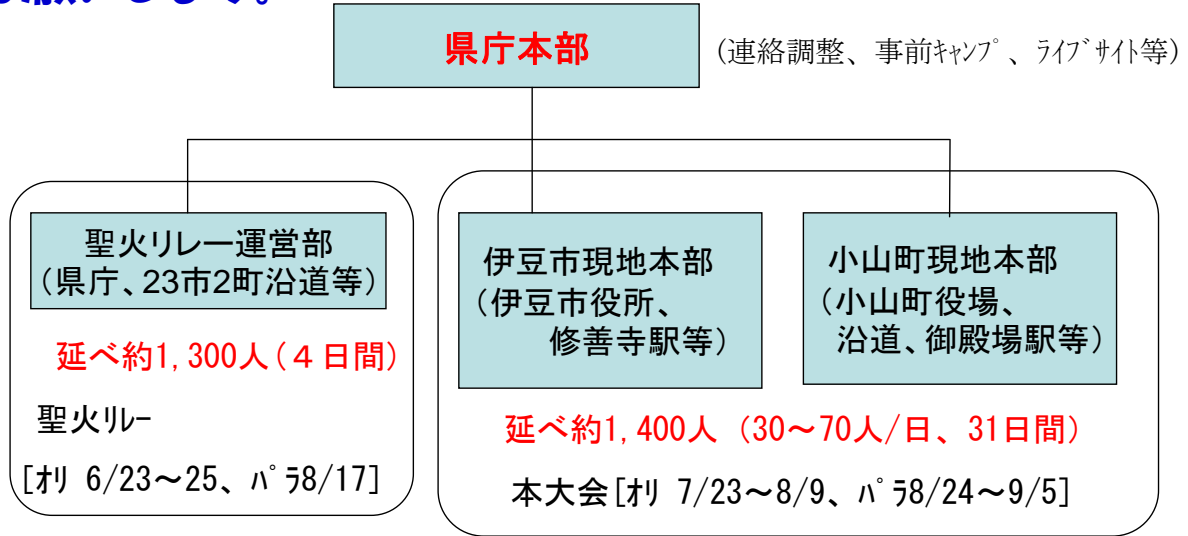 お願いします。
県庁本部
(連絡調整、事前ｷｬﾝﾌﾟ、ﾗｲﾌﾞｻｲﾄ等)
聖火リレー運営部
(県庁、23市2町沿道等)
延べ約1,300人(４日間)
聖火ﾘﾚｰ
[ｵﾘ 6/23～25、ﾊﾟﾗ8/17]
伊豆市現地本部
(伊豆市役所、
修善寺駅等)
小山町現地本部
(小山町役場、
沿道、御殿場駅等)
延べ約1,400人 (30～70人/日、31日間)
本大会[ｵﾘ 7/23～8/9、ﾊﾟﾗ8/24～9/5]